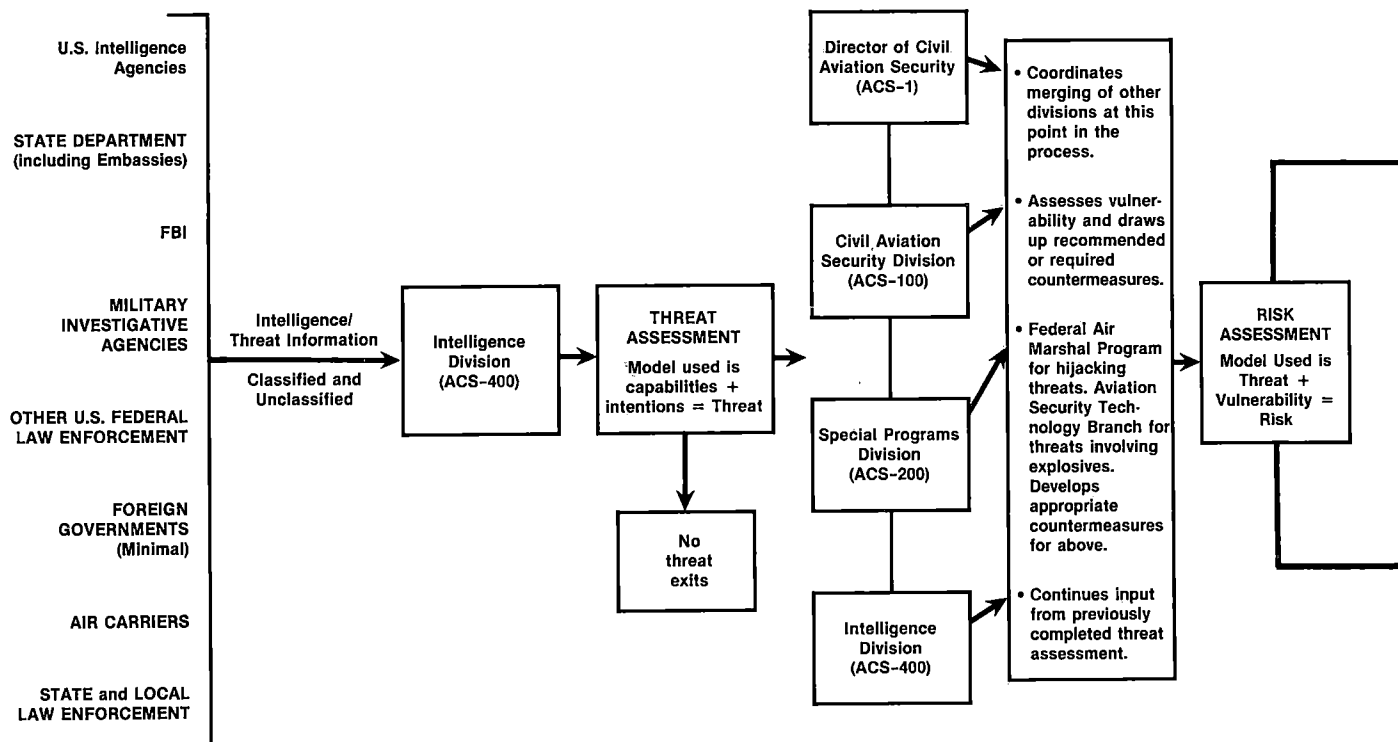 U.S. Intelligence
Agencies
STATE DEPARTMENT
(including Embassies)
FBI
MILITARY
INVESTIGATIVE
AGENCIES
OTHER U.S. FEDERAL
LAW ENFORCEMENT
FOREIGN
GOVERNMENTS
(Minimal)
AIR CARRIERS
STATE and LOCAL
LAW ENFORCEMENT
Intelligence/
Threat Information
Classified and
Unclassified
Intelligence
Division
(ACS-400)
THREAT
ASSESSMENT
Model used is
capabilities +
intentions = Threat
No
threat
exits
Director of Civil
Aviation Security
(ACS-1)
Civil Aviation
Security Division
(ACS-100)
Special Programs
Division
(ACS-200)
Intelligence
Division
(ACS-400)
• Coordinates
merging of other
divisions at this
point in the
process.
• Assesses vulner-
ability and draws
up recommended
or required
countermeasures.
• Federal Air
Marshal Program
for hijacking
threats. Aviation
Security Tech-
nology Branch for
threats involving
explosives.
Develops
appropriate
countermeasures
for above.
• Continues input
from previously
completed threat
assessment.
RISK
ASSESSMENT
Model Used is
Threat +
Vulnerability =
Risk